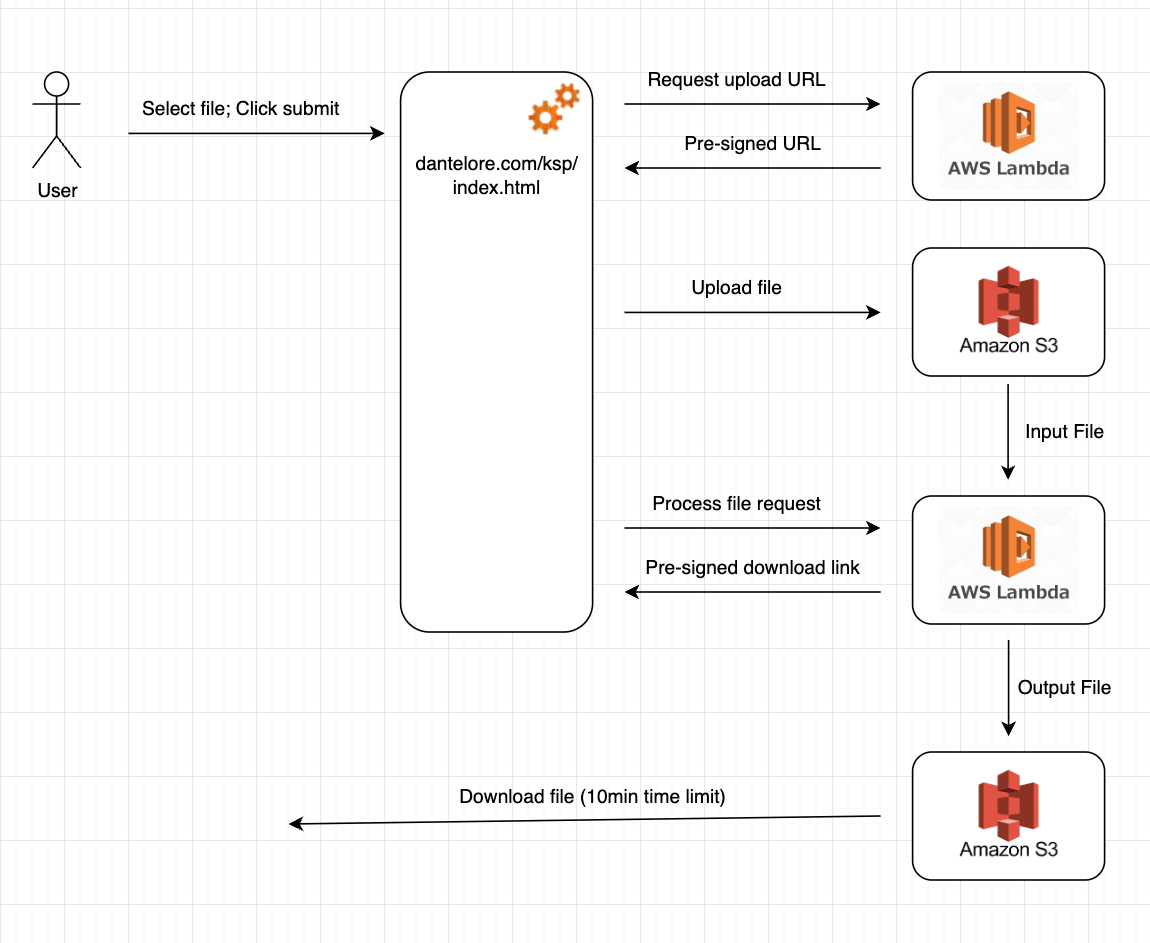 Request upload URL
Select file; Click submit
Pre-signed URL
dantelore.com/ksp/
index.html
AWS Lambda
User
Upload file
Amazon S3
Input File
Process file request
Pre-signed download link
AWS Lambda
Output File
Download file (10min time limit)
Amazon S3